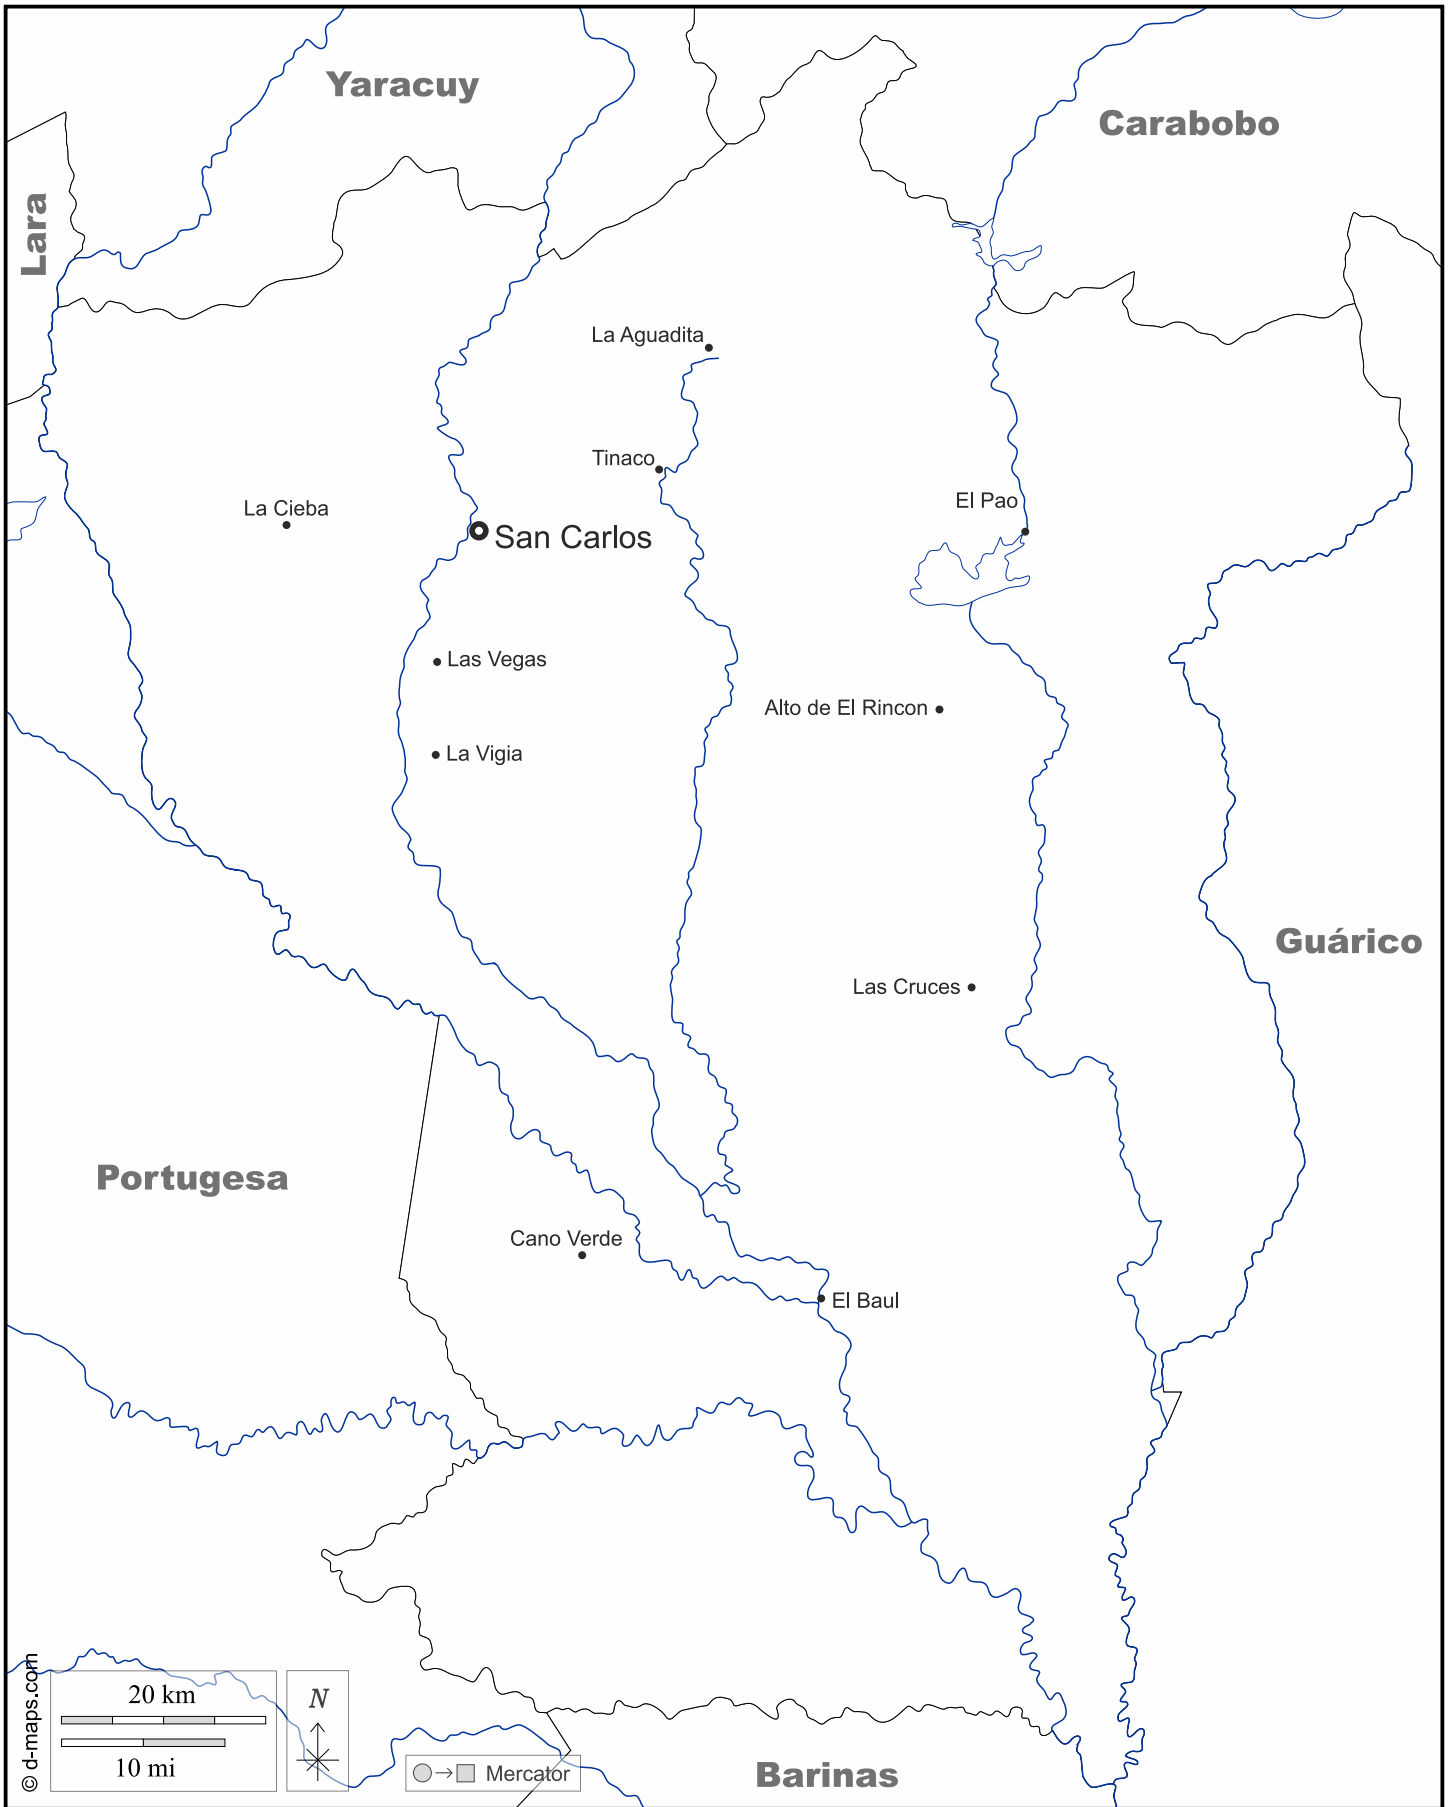 Yaracuy
Carabobo
Lara
La Aguadita
Tinaco
La Cieba
El Pao
San Carlos
Las Vegas
Alto de El Rincon
La Vigia
Guárico
Las Cruces
Portugesa
Cano Verde
El Baul
© d-maps.com
20 km
10 mi
N
Mercator
Barinas